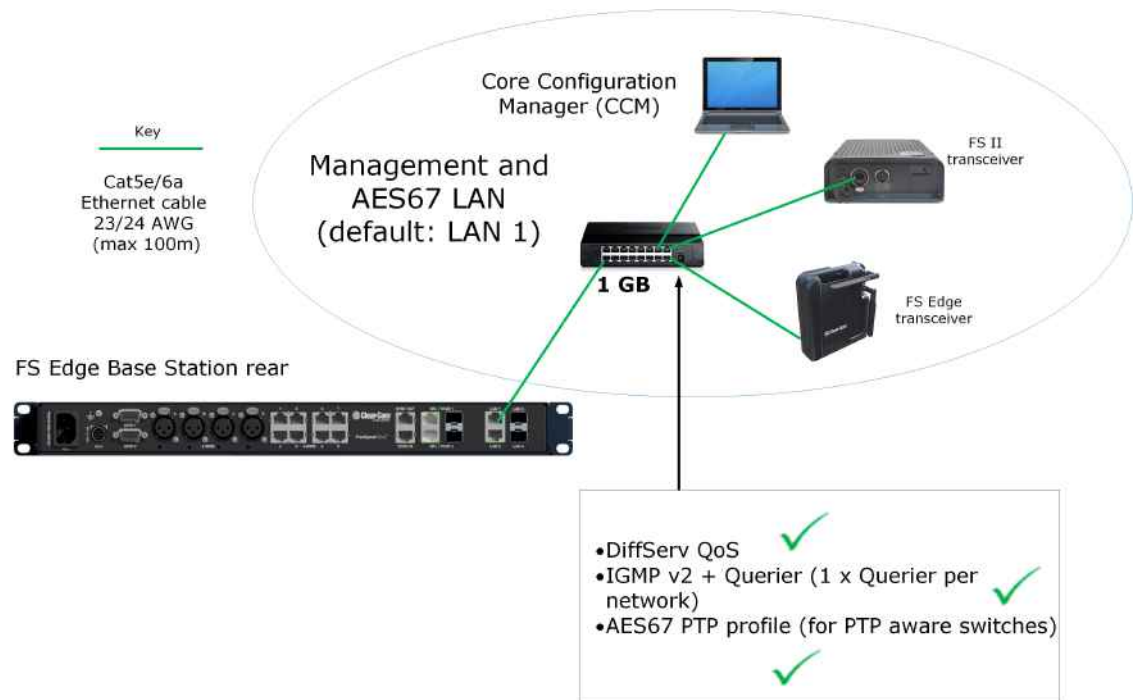 Core Configuration
Manager (CCM)
FS II
transceiver
Key
Cat5e/6a
Ethernet cable
23/24 AWG
(max 100m)
Management and
AES67 LAN
(default: LAN 1)
1 GB
FS Edge
transceiver
FS Edge Base Station rear
Clear-Com
•DiffServ QoS
•IGMP v2 + Querier (1 x Querier per
network)
•AES67 PTP profile (for PTP aware switches)